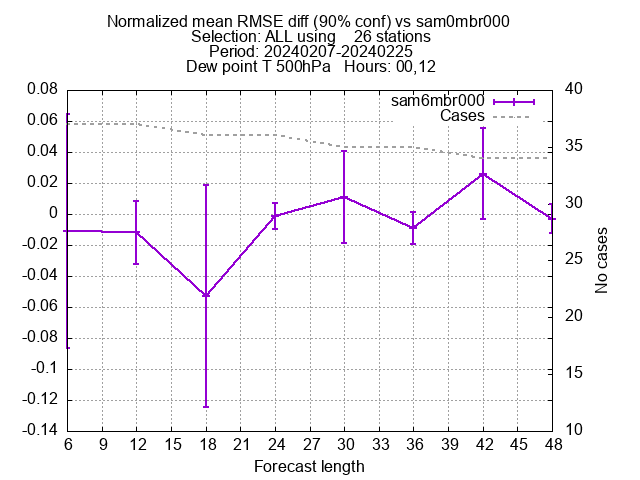 Normalized mean RMSE diff (90% conf) vs sam0mbr000
Selection: ALL using    26 stations
Period: 20240207-20240225
Dew point T 500hPa   Hours: 00,12
sam6mbr000
Cases
0.08
0.06
0.04
0.02
0
-0.02
-0.04
-0.06
-0.08
-0.1
-0.12
-0.14
40
35
30
25
20
15
10
No cases
6 9 12 15 18 21 24 27 30 33 36 39 42 45 48
Forecast length